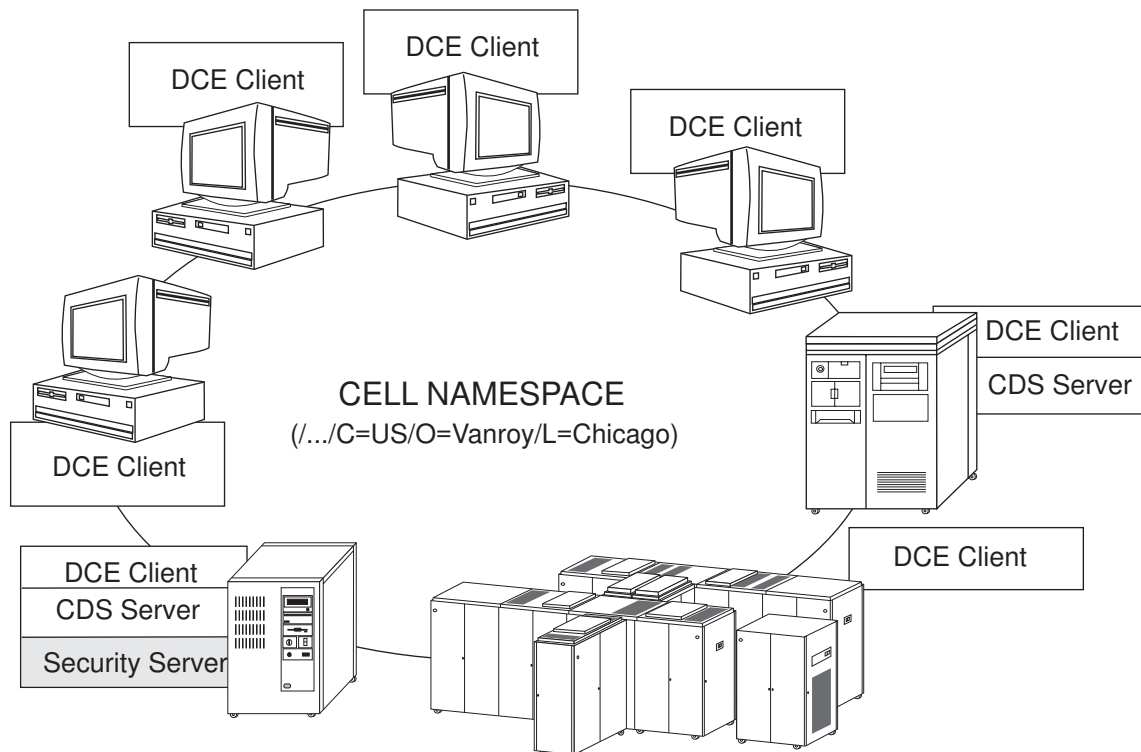 DCE Client
DCE Client
DCE Client
DCE Client
CDS Server
CELL NAMESPACE
(/.../C=US/O=Vanroy/L=Chicago)
DCE Client
DCE Client
DCE Client
CDS Server
Security Server